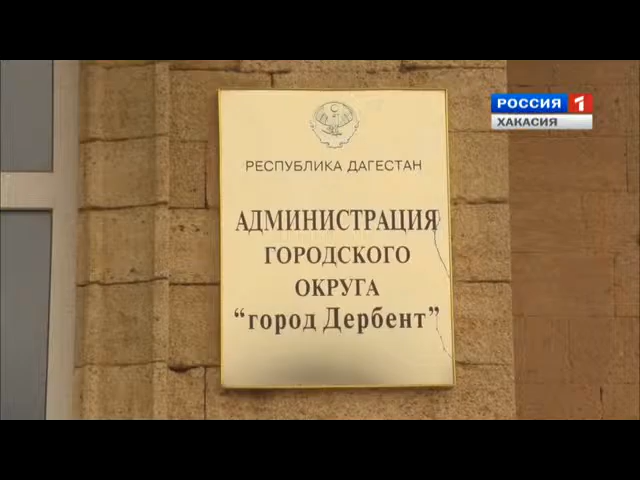 РОССИЯ 1
ХАКАСИЯ
РЕСПУБЛИКА ДАГЕСТАН
АДМИНИСТРАЦИЯ
ГОРОДСКОГО
ОКРУГА
“город Дербент”